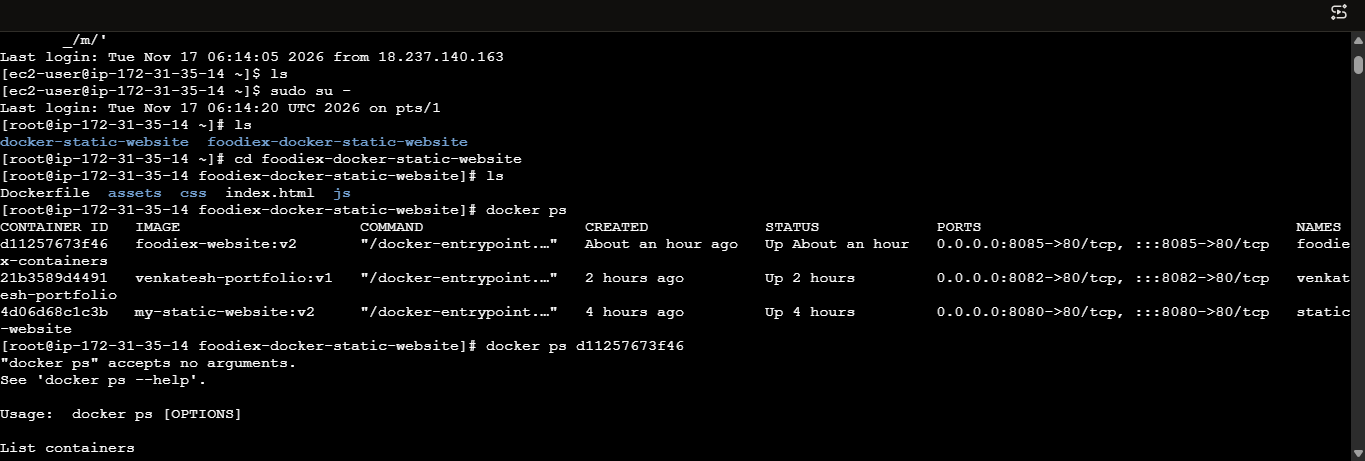 _/m/'
Last login: Tue Nov 17 06:14:05 2026 from 18.237.140.163
[ec2-user@ip-172-31-35-14 ~]$ ls
[ec2-user@ip-172-31-35-14 ~]$ sudo su -
Last login: Tue Nov 17 06:14:20 UTC 2026 on pts/1
[root@ip-172-31-35-14 ~]# ls
docker-static-website  foodiex-docker-static-website
[root@ip-172-31-35-14 ~]# cd foodiex-docker-static-website
[root@ip-172-31-35-14 foodiex-docker-static-website]# ls
Dockerfile  assets  css  index.html  js
[root@ip-172-31-35-14 foodiex-docker-static-website]# docker ps
CONTAINER ID   IMAGE                    COMMAND                  CREATED             STATUS             PORTS                                   NAMES
d11257673f46   foodiex-website:v2       "/docker-entrypoint.…"   About an hour ago   Up About an hour   0.0.0.0:8085->80/tcp, :::8085->80/tcp   foodie
x-containers
21b3589d4491   venkatesh-portfolio:v1   "/docker-entrypoint.…"   2 hours ago         Up 2 hours         0.0.0.0:8082->80/tcp, :::8082->80/tcp   venkat
esh-portfolio
4d06d68c1c3b   my-static-website:v2     "/docker-entrypoint.…"   4 hours ago         Up 4 hours         0.0.0.0:8080->80/tcp, :::8080->80/tcp   static
-website
[root@ip-172-31-35-14 foodiex-docker-static-website]# docker ps d11257673f46
"docker ps" accepts no arguments.
See 'docker ps --help'.

Usage:  docker ps [OPTIONS]

List containers